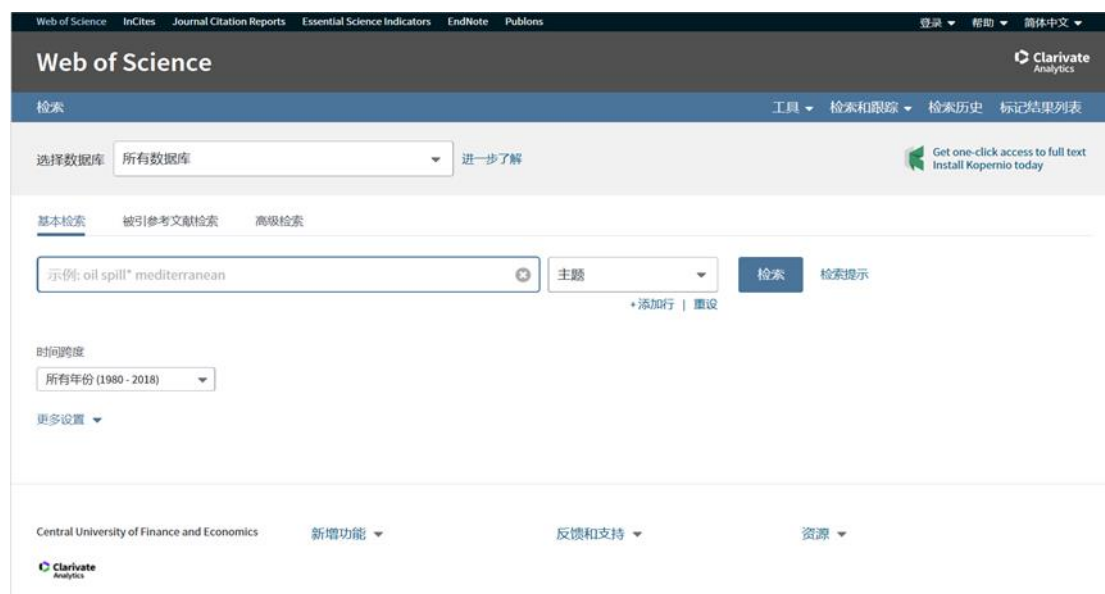 Web of Science InCites Journal Citation Reports Essential Science Indicators EndNote Publons 登录 帮助 简体中文
Web of Science Clarivate Analytics
检索 工具 检索和跟踪 检索历史 标记结果列表
选择数据库 所有数据库 进一步了解 Get one-click access to full text
Install Kopernio today
基本检索 被引参考文献检索 高级检索
示例: oil spill* mediterranean 主题 检索 检索提示
+添加行 | 重设
时间跨度
所有年份 (1980 - 2018)
更多设置
Central University of Finance and Economics 新增功能 反馈和支持 资源
Clarivate
Analytics